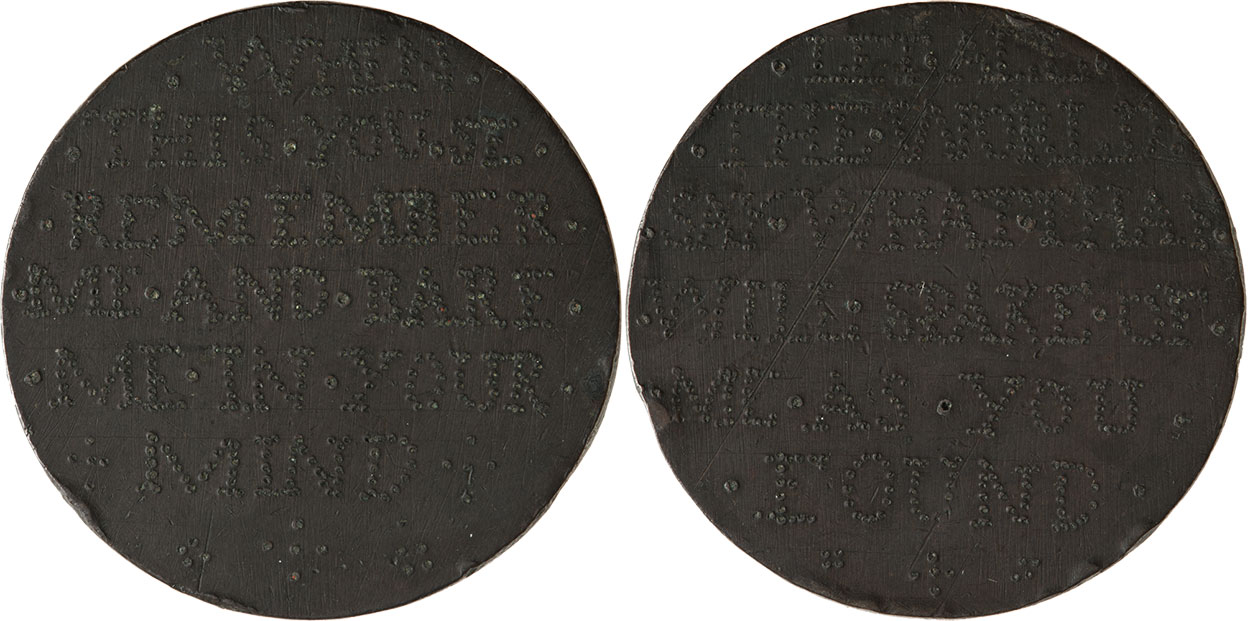 WHEN
THIS·YOU·SE
REMEMBER
ME·AND·BARE
ME·IN·YOUR
MIND
LET·ALL
THE·WORLD
SAY·WHAT·THAY
WILL SPAKE·OF
ME·AS·YOU
FOUND